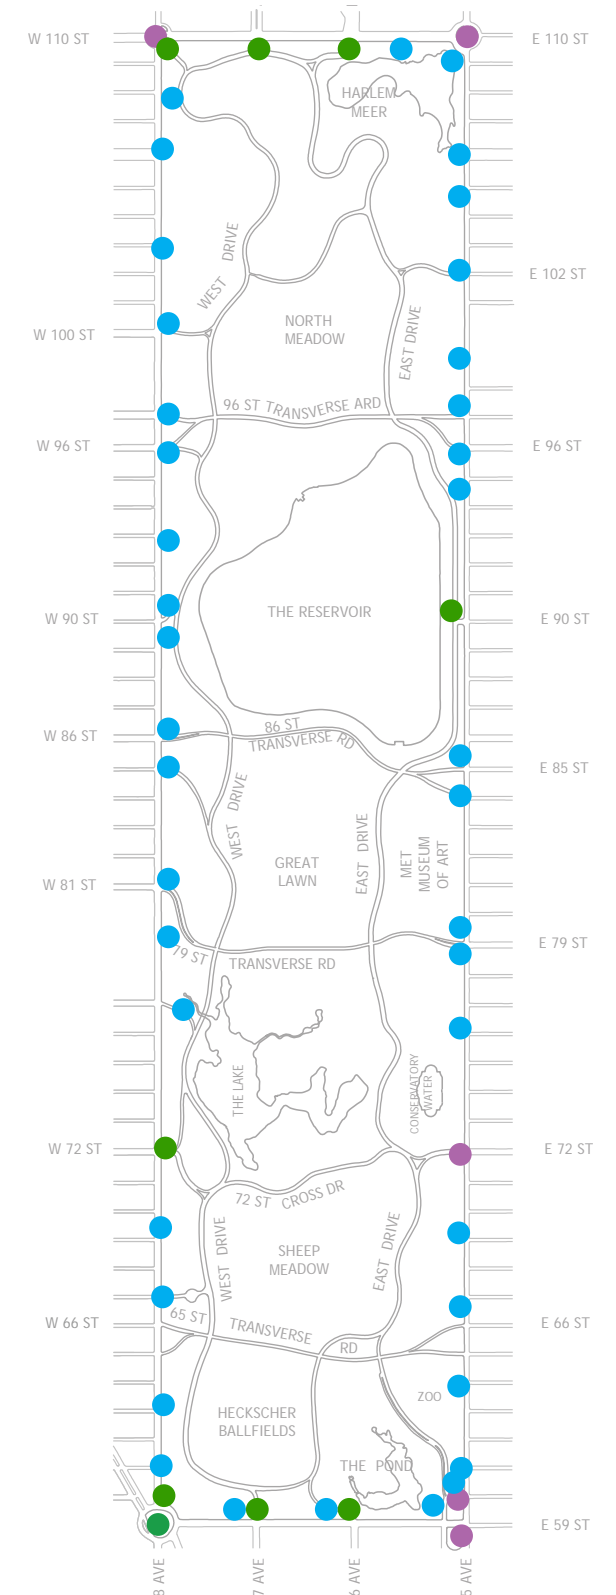 W 110 ST
E 110 ST
HARLEM
MEER
WEST DRIVE
E 102 ST
NORTH
MEADOW
EAST DRIVE
W 100 ST
96 ST TRANSVERSE ARD
W 96 ST
E 96 ST
THE RESERVOIR
W 90 ST
E 90 ST
86 ST
TRANSVERSE RD
W 86 ST
E 85 ST
WEST DRIVE
EAST DRIVE
MET
MUSEUM
OF ART
GREAT
LAWN
W 81 ST
E 79 ST
79 ST TRANSVERSE RD
THE LAKE
CONSERVATORY
WATER
W 72 ST
E 72 ST
72 ST CROSS DR
WEST DRIVE
EAST DRIVE
SHEEP
MEADOW
W 66 ST
E 66 ST
65 ST TRANSVERSE RD
ZOO
HECKSCHER
BALLFIELDS
THE POND
E 59 ST
8 AVE
7 AVE
6 AVE
5 AVE